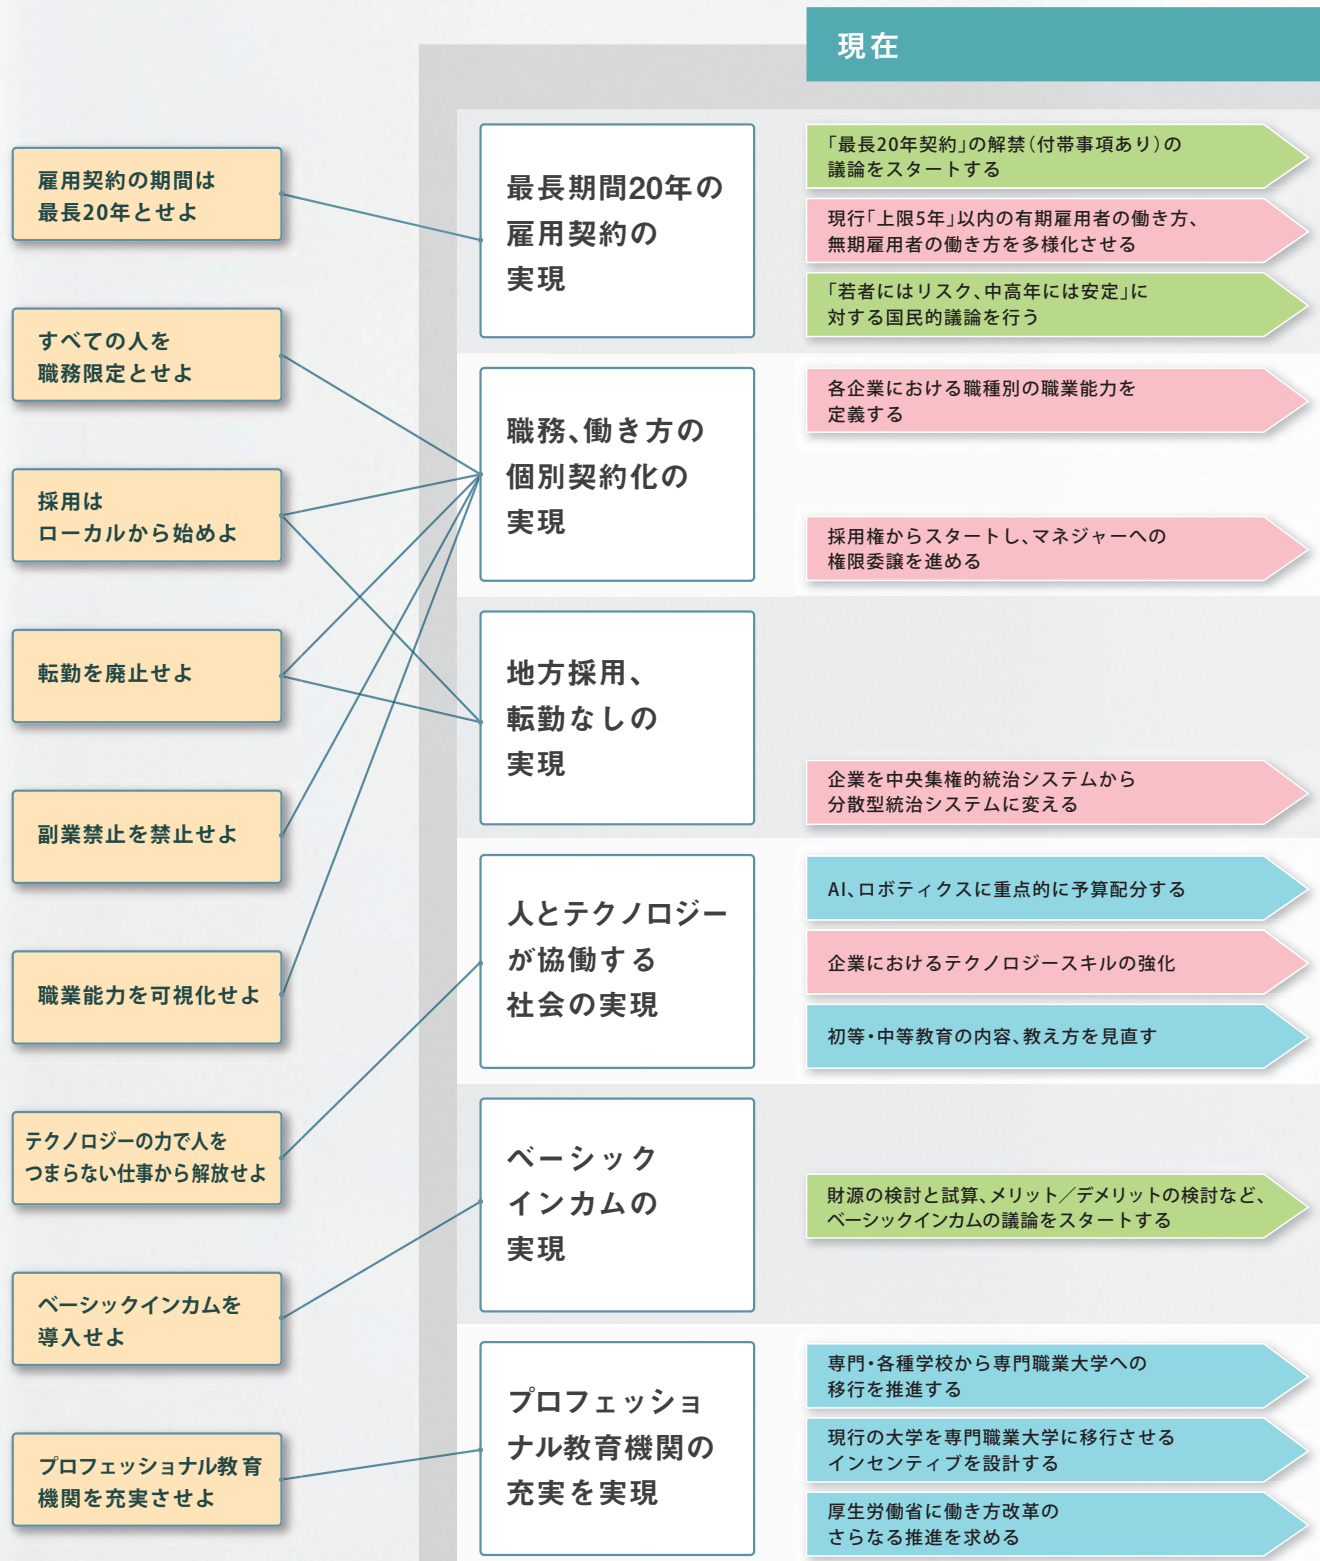 現在
雇用契約の期間は
最長20年とせよ
すべての人を
職務限定とせよ
採用は
ローカルから始めよ
転勤を廃止せよ
副業禁止を禁止せよ
職業能力を可視化せよ
テクノロジーの力で人を
つまらない仕事から解放せよ
ベーシックインカムを
導入せよ
プロフェッショナル教育
機関を充実させよ
最長期間20年の
雇用契約の
実現
「最長20年契約」の解禁（付帯事項あり）の
議論をスタートする
現行「上限5年」以内の有期雇用者の働き方、
無期雇用者の働き方を多様化させる
「若者にはリスク、中高年には安定」に
対する国民的議論を行う
職務、働き方の
個別契約化の
実現
各企業における職種別の職業能力を
定義する
採用権からスタートし、マネジャーへの
権限委譲を進める
地方採用、
転勤なしの
実現
企業を中央集権的統治システムから
分散型統治システムに変える
人とテクノロジー
が協働する
社会の実現
AI、ロボティクスに重点的に予算配分する
企業におけるテクノロジースキルの強化
初等・中等教育の内容、教え方を見直す
ベーシック
インカムの
実現
財源の検討と試算、メリット／デメリットの検討など、
ベーシックインカムの議論をスタートする
プロフェッショ
ナル教育機関の
充実を実現
専門・各種学校から専門職業大学への
移行を推進する
現行の大学を専門職業大学に移行させる
インセンティブを設計する
厚生労働省に働き方改革の
さらなる推進を求める